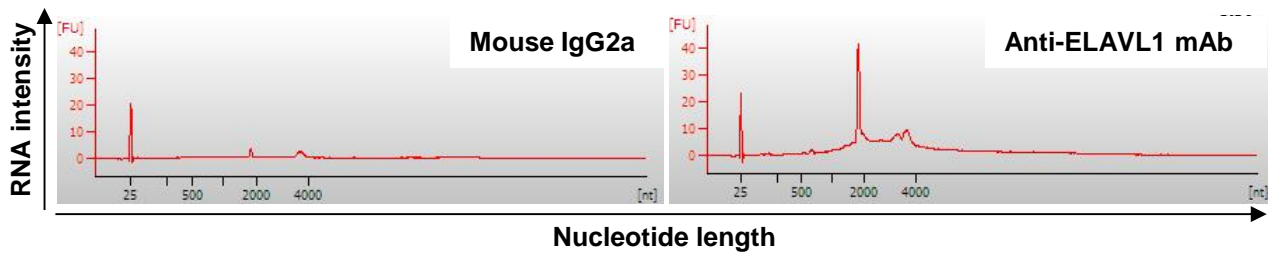 RNA intensity
[FU]
Mouse IgG2a
40
30
20
10
0
25 500 2000 4000 [nt]
[FU]
Anti-ELAVL1 mAb
40
30
20
10
0
25 500 2000 4000 [nt]
Nucleotide length